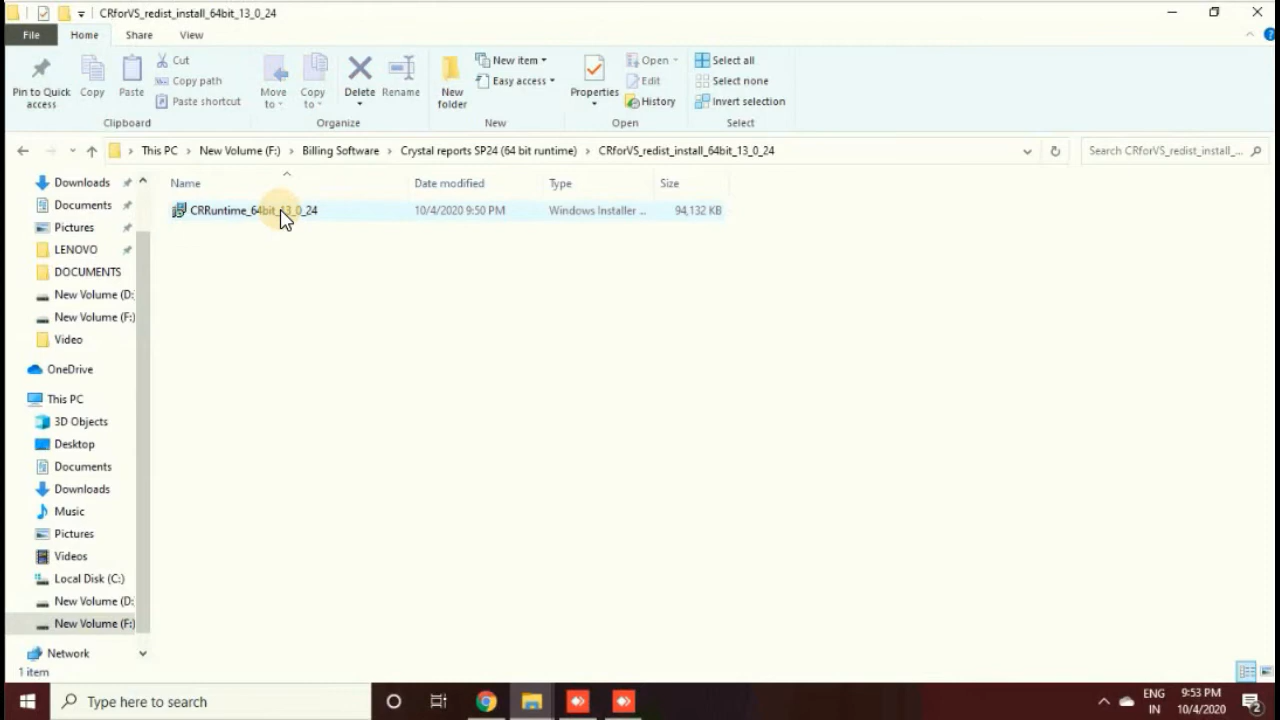 CRforVS_redist_install_64bit_13_0_24
File Home Share View
Pin to Quick access
Copy
Paste
Cut
Copy path
Paste shortcut
Clipboard
Move to
Copy to
Delete
Rename
Organize
New folder
New item
Easy access
New
Properties
Open
Edit
History
Open
Select all
Select none
Invert selection
Select
This PC New Volume (F:) Billing Software Crystal reports SP24 (64 bit runtime) CRforVS_redist_install_64bit_13_0_24
Search CRforVS_redist_install_...
Name Date modified Type Size
CRRuntime_64bit_13_0_24 10/4/2020 9:50 PM Windows Installer ... 94,132 KB
Downloads
Documents
Pictures
LENOVO
DOCUMENTS
New Volume (D:
New Volume (F:)
Video
OneDrive
This PC
3D Objects
Desktop
Documents
Downloads
Music
Pictures
Videos
Local Disk (C:)
New Volume (D:
New Volume (F:)
Network
1 item
Type here to search
ENG
IN
9:53 PM
10/4/2020
2